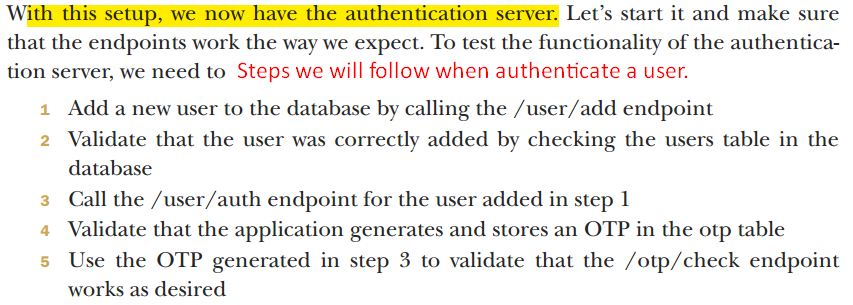 With this setup, we now have the authentication server. Let's start it and make sure
that the endpoints work the way we expect. To test the functionality of the authentica-
tion server, we need to Steps we will follow when authenticate a user.
1 Add a new user to the database by calling the /user/add endpoint
2 Validate that the user was correctly added by checking the users table in the
database
3 Call the /user/auth endpoint for the user added in step 1
4 Validate that the application generates and stores an OTP in the otp table
5 Use the OTP generated in step 3 to validate that the /otp/check endpoint
works as desired